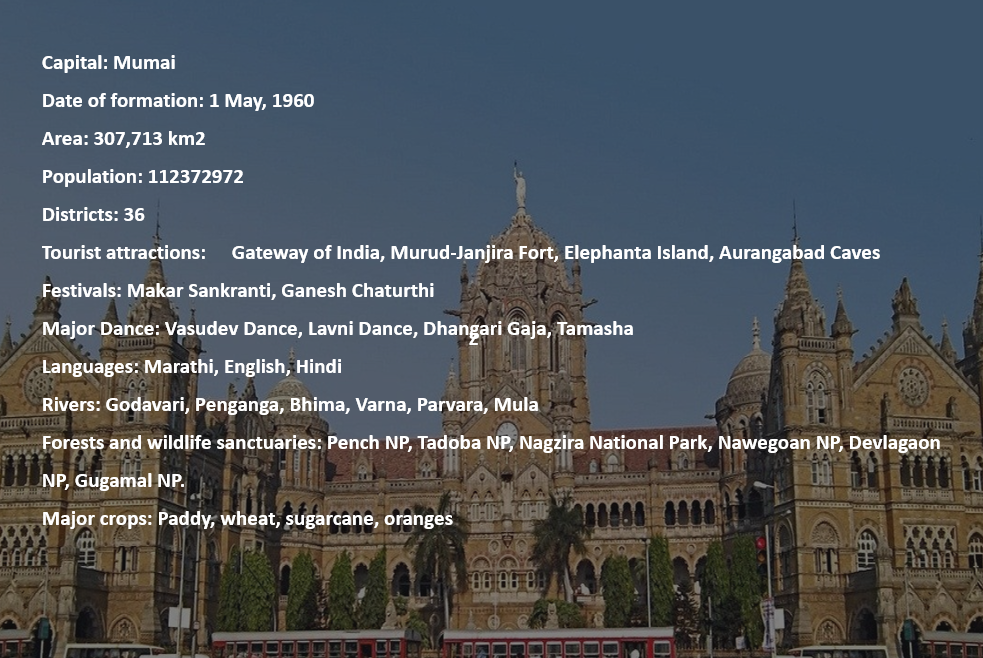 Capital: Mumai
Date of formation: 1 May, 1960
Area: 307,713 km2
Population: 112372972
Districts: 36
Tourist attractions: Gateway of India, Murud-Janjira Fort, Elephanta Island, Aurangabad Caves
Festivals: Makar Sankranti, Ganesh Chaturthi
Major Dance: Vasudev Dance, Lavni Dance, Dhangari Gaja, Tamasha
2
Languages: Marathi, English, Hindi
Rivers: Godavari, Penganga, Bhima, Varna, Parvara, Mula
Forests and wildlife sanctuaries: Pench NP, Tadoba NP, Nagzira National Park, Nawegoan NP, Devlagaon
NP, Gugamal NP.
Major crops: Paddy, wheat, sugarcane, oranges